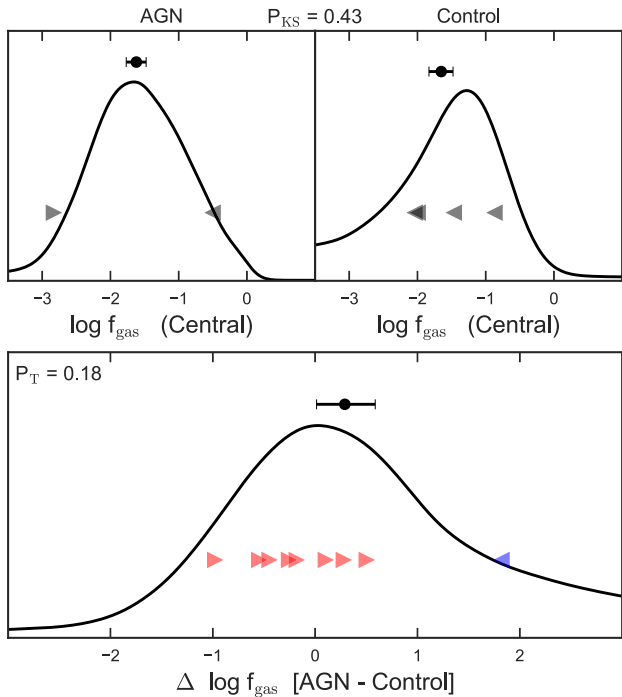 AGN P_KS = 0.43 Control
−3 −2 −1 0 −3 −2 −1 0
log f_gas (Central) log f_gas (Central)
P_T = 0.18
−2 −1 0 1 2
Δ log f_gas [AGN - Control]